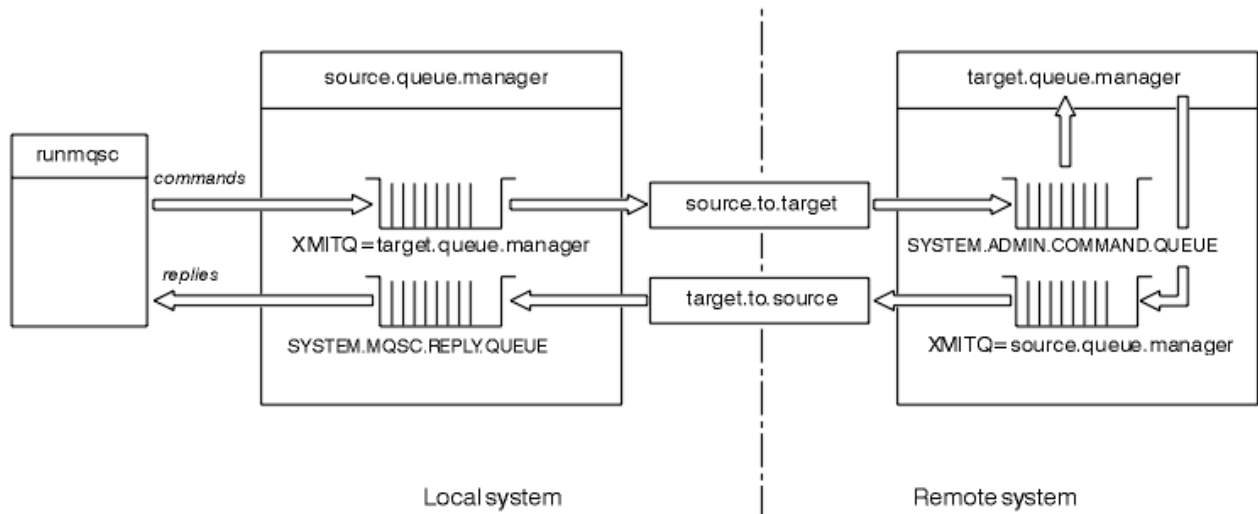 source.queue.manager
target.queue.manager
runmqsc
commands
source.to.target
XMITQ=target.queue.manager
SYSTEM.ADMIN.COMMAND.QUEUE
replies
target.to.source
SYSTEM.MQSC.REPLY.QUEUE
XMITQ=source.queue.manager
Local system
Remote system